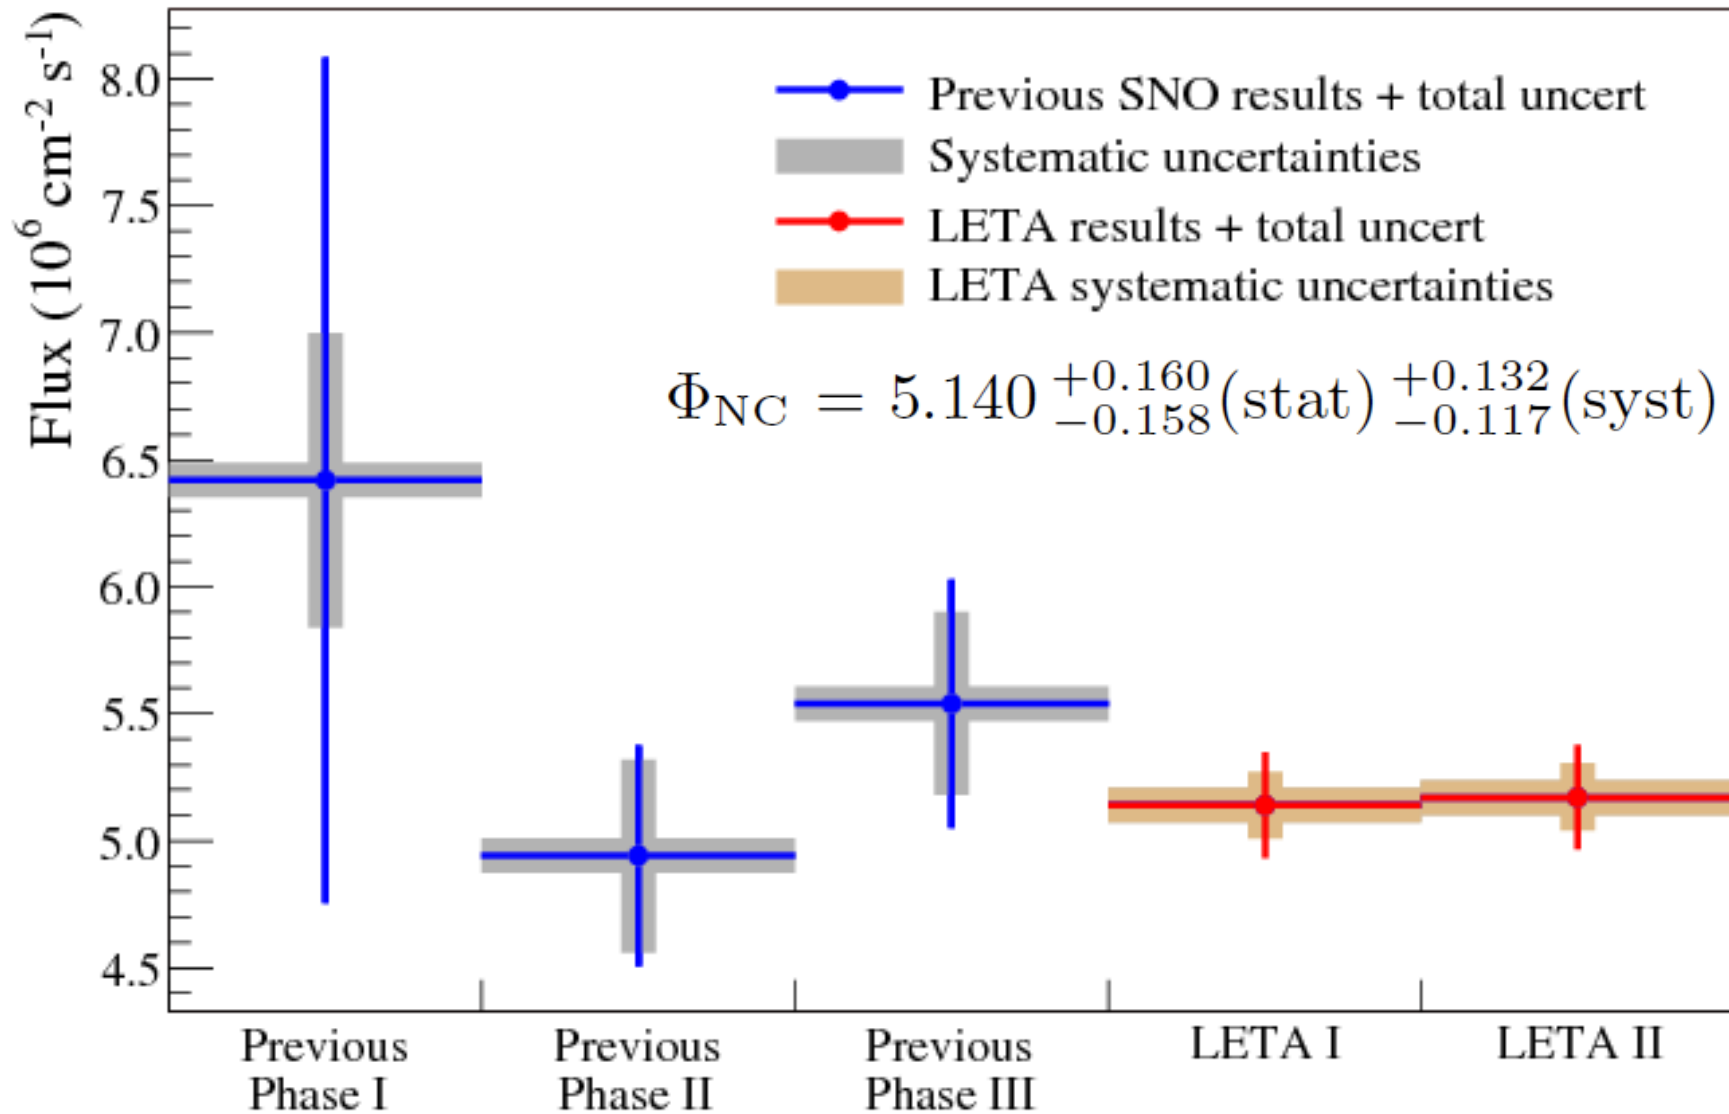 Flux (10⁶ cm⁻² s⁻¹)
8.0
7.5
7.0
6.5
6.0
5.5
5.0
4.5
Previous SNO results + total uncert
Systematic uncertainties
LETA results + total uncert
LETA systematic uncertainties
Φ_NC = 5.140 +0.160 −0.158 (stat) +0.132 −0.117 (syst)
Previous
Phase I
Previous
Phase II
Previous
Phase III
LETA I
LETA II